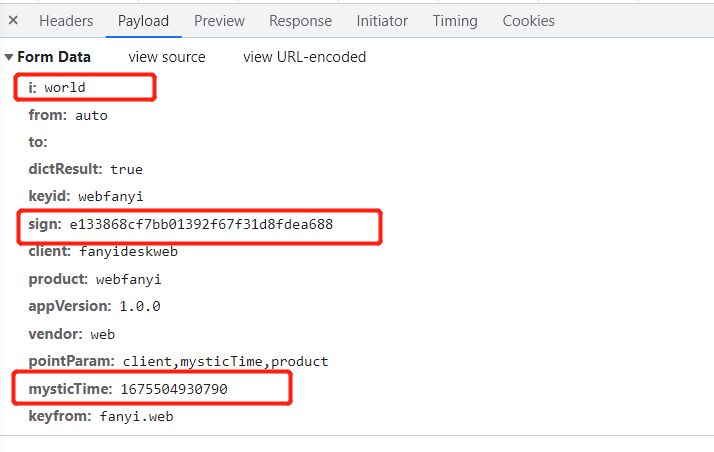 × Headers Payload Preview Response Initiator Timing Cookies
▼Form Data view source view URL-encoded
i: world
from: auto
to:
dictResult: true
keyid: webfanyi
sign: e133868cf7bb01392f67f31d8fdea688
client: fanyideskweb
product: webfanyi
appVersion: 1.0.0
vendor: web
pointParam: client,mysticTime,product
mysticTime: 1675504930790
keyfrom: fanyi.web